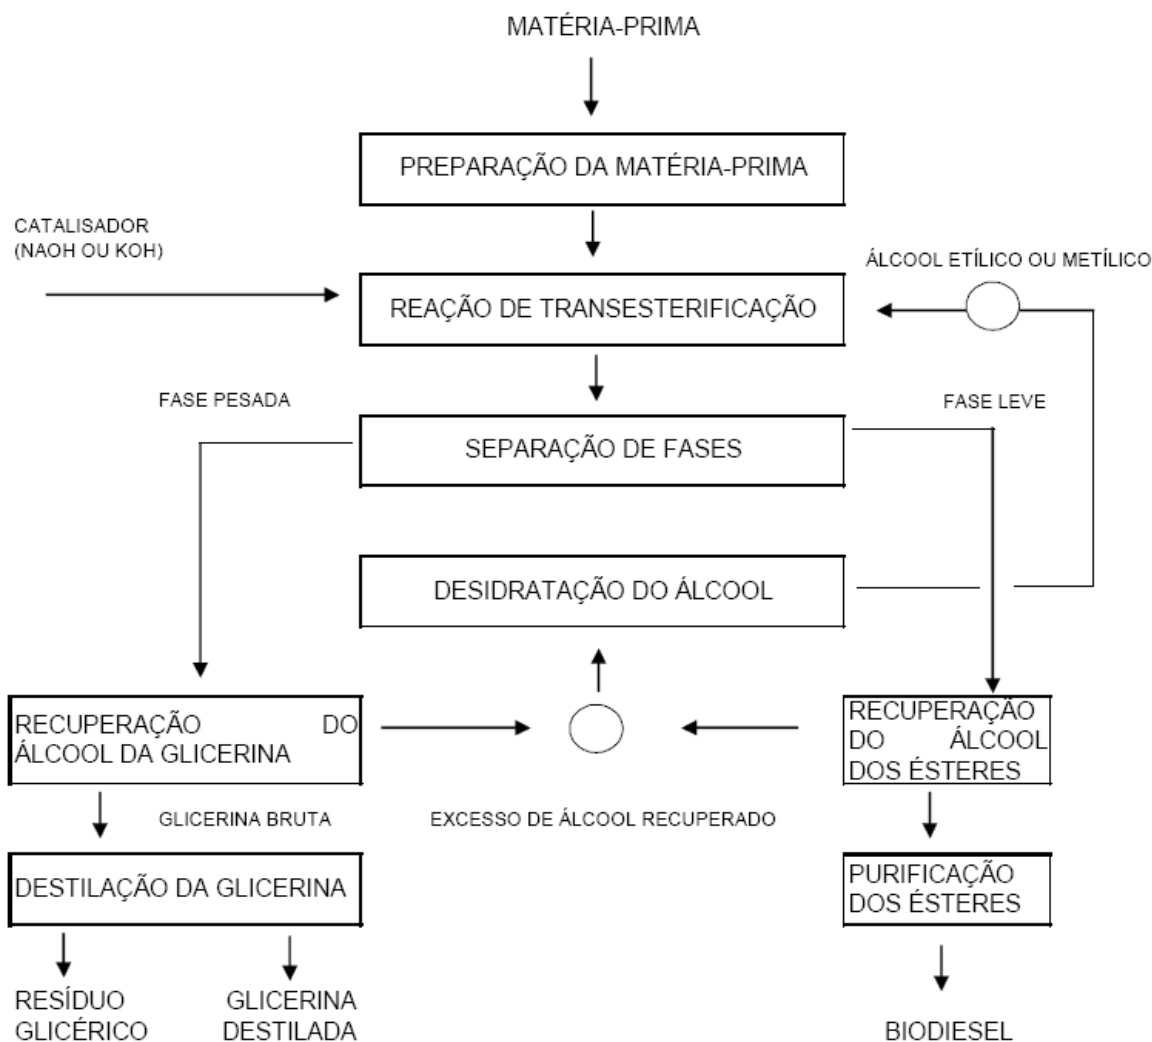 MATÉRIA-PRIMA
PREPARAÇÃO DA MATÉRIA-PRIMA
CATALISADOR
(NAOH OU KOH)
ÁLCOOL ETÍLICO OU METÍLICO
REAÇÃO DE TRANSESTERIFICAÇÃO
FASE PESADA
FASE LEVE
SEPARAÇÃO DE FASES
DESIDRATAÇÃO DO ÁLCOOL
RECUPERAÇÃO DO
ÁLCOOL DA GLICERINA
RECUPERAÇÃO
DO ÁLCOOL
DOS ÉSTERES
GLICERINA BRUTA
EXCESSO DE ÁLCOOL RECUPERADO
DESTILAÇÃO DA GLICERINA
PURIFICAÇÃO
DOS ÉSTERES
RESÍDUO
GLICÉRICO
GLICERINA
DESTILADA
BIODIESEL